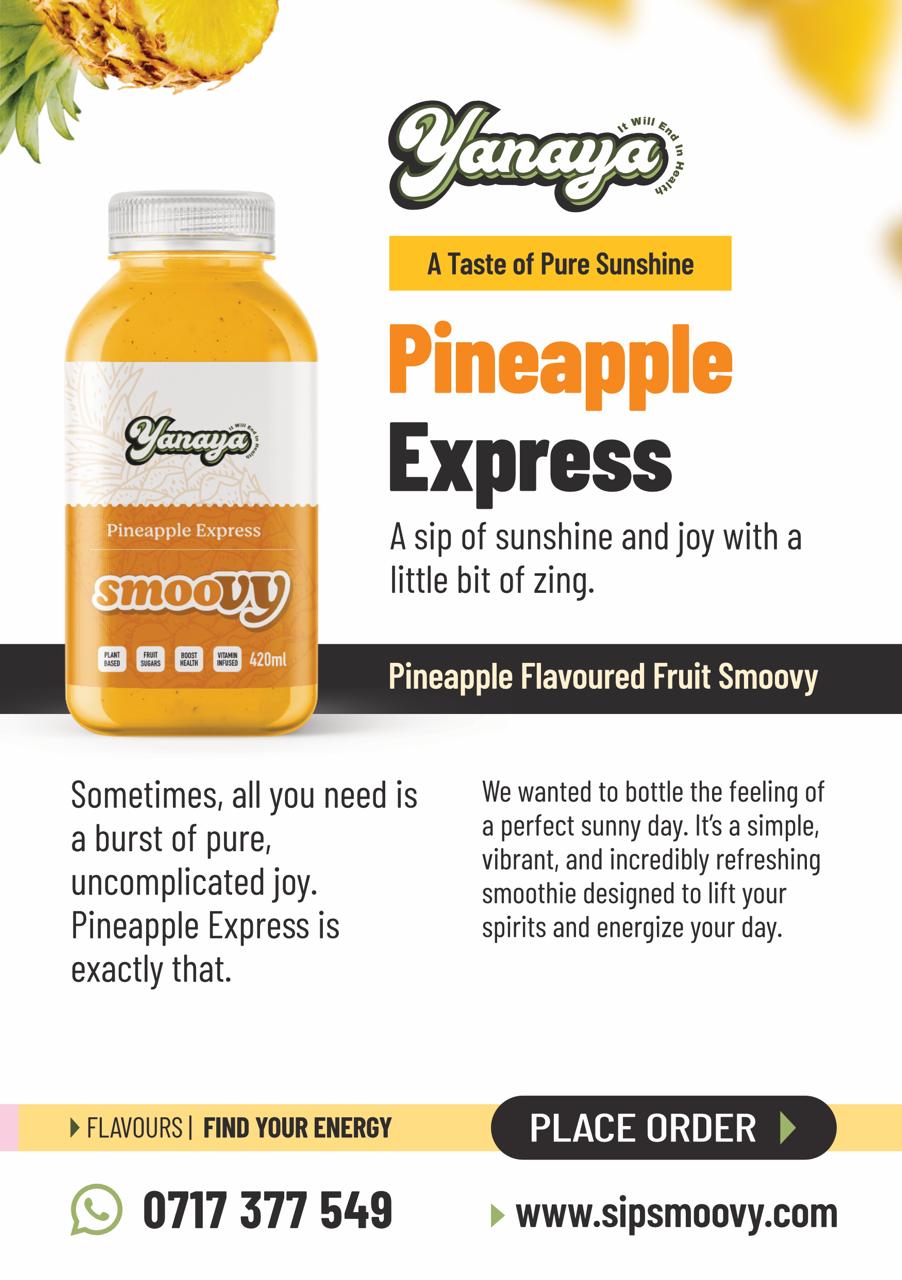 Yanaya
It Will End In Health
A Taste of Pure Sunshine
Pineapple
Express
A sip of sunshine and joy with a
little bit of zing.
Yanaya
It Will End In Health
Pineapple Express
smoovy
PLANT
BASED
FRUIT
SUGARS
BOOST
HEALTH
VITAMIN
INFUSED
420ml
Pineapple Flavoured Fruit Smoovy
Sometimes, all you need is
a burst of pure,
uncomplicated joy.
Pineapple Express is
exactly that.
We wanted to bottle the feeling of
a perfect sunny day. It’s a simple,
vibrant, and incredibly refreshing
smoothie designed to lift your
spirits and energize your day.
FLAVOURS | FIND YOUR ENERGY
PLACE ORDER
0717 377 549
www.sipsmoovy.com